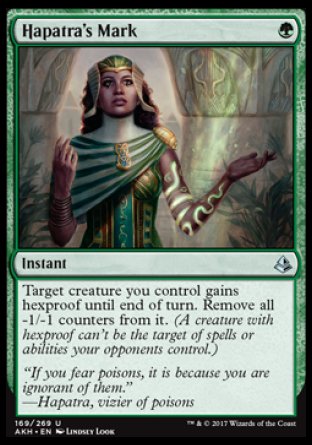 Hapatra's Mark
Instant
Target creature you control gains
hexproof until end of turn. Remove all
-1/-1 counters from it. (A creature with
hexproof can't be the target of spells or
abilities your opponents control.)
"If you fear poisons, it is because you are
ignorant of them."
—Hapatra, vizier of poisons
169/269 U
AKH • EN Lindsey Look
™ & © 2017 Wizards of the Coast